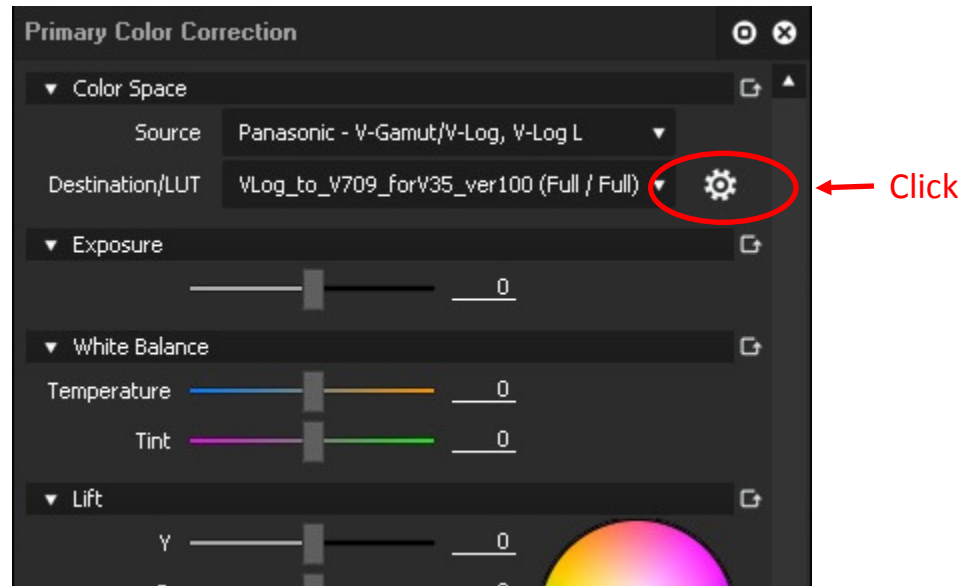 Primary Color Correction
Color Space
Source Panasonic - V-Gamut/V-Log, V-Log L
Destination/LUT VLog_to_V709_forV35_ver100 (Full / Full)
Click
Exposure
0
White Balance
Temperature 0
Tint 0
Lift
Y 0